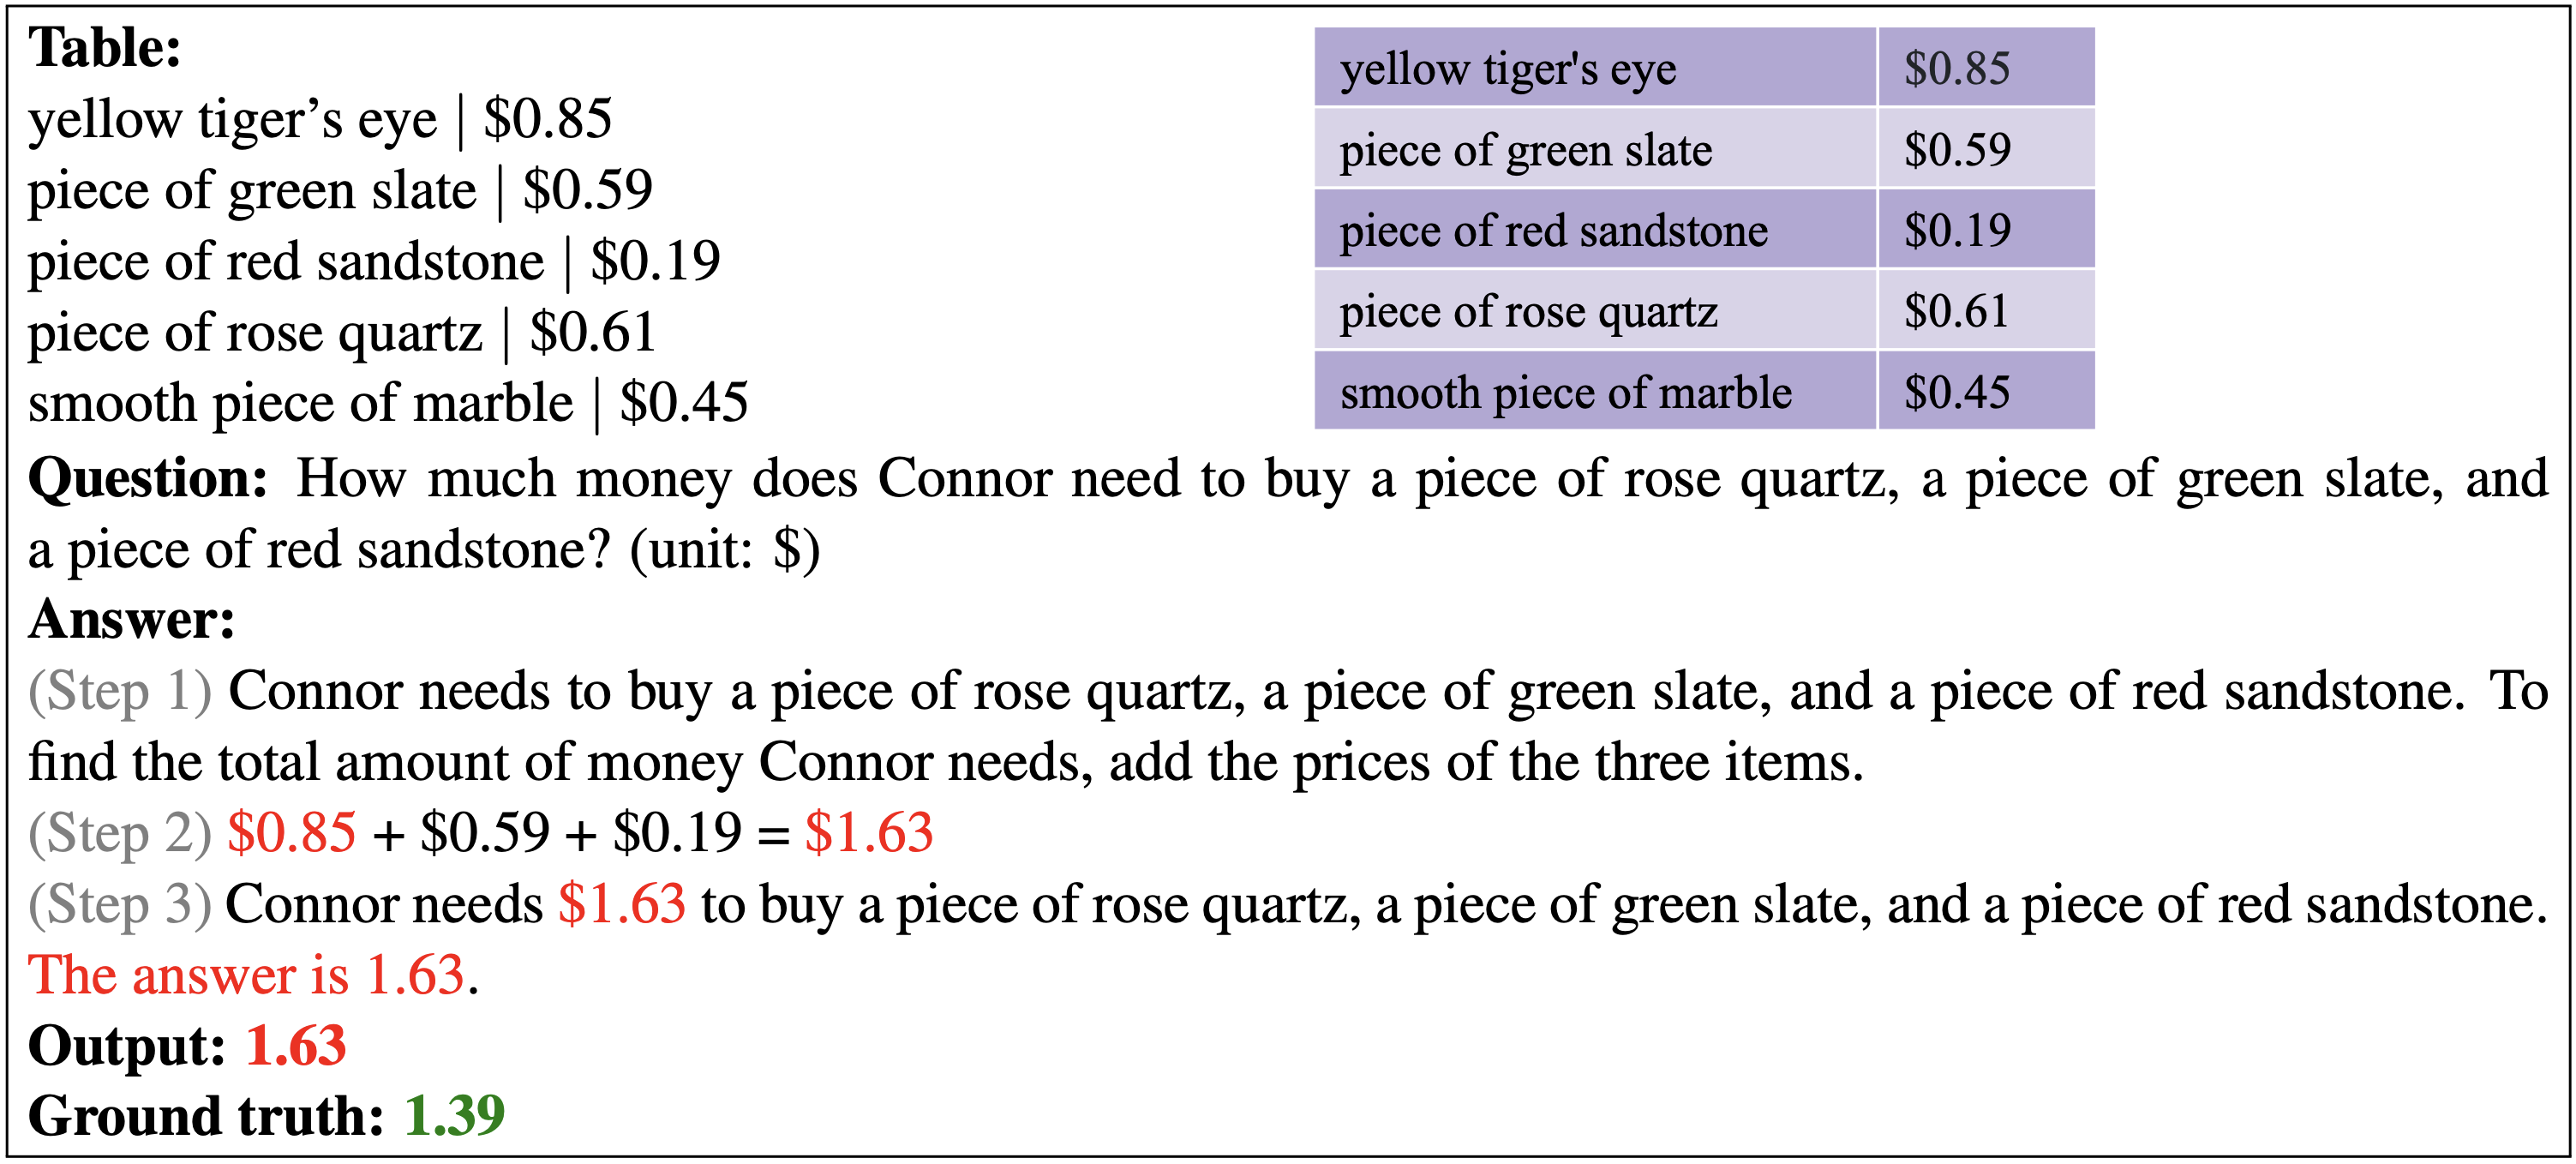 Table:
yellow tiger’s eye | $0.85
piece of green slate | $0.59
piece of red sandstone | $0.19
piece of rose quartz | $0.61
smooth piece of marble | $0.45
yellow tiger's eye $0.85
piece of green slate $0.59
piece of red sandstone $0.19
piece of rose quartz $0.61
smooth piece of marble $0.45
Question: How much money does Connor need to buy a piece of rose quartz, a piece of green slate, and
a piece of red sandstone? (unit: $)
Answer:
(Step 1) Connor needs to buy a piece of rose quartz, a piece of green slate, and a piece of red sandstone. To
find the total amount of money Connor needs, add the prices of the three items.
(Step 2) $0.85 + $0.59 + $0.19 = $1.63
(Step 3) Connor needs $1.63 to buy a piece of rose quartz, a piece of green slate, and a piece of red sandstone.
The answer is 1.63.
Output: 1.63
Ground truth: 1.39